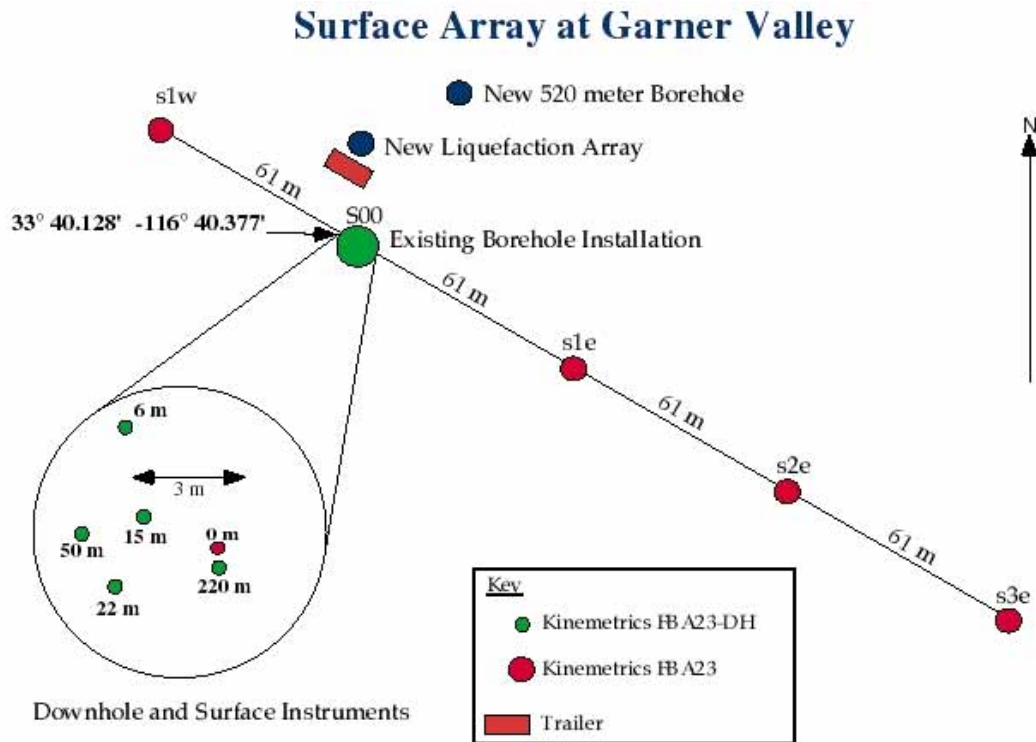 Surface Array at Garner Valley
s1w
New 520 meter Borehole
New Liquefaction Array
N
61 m
S00
33° 40.128' -116° 40.377'
Existing Borehole Installation
61 m
s1e
61 m
s2e
61 m
s3e
6 m
3 m
15 m
0 m
50 m
220 m
22 m
Key
Kinemetrics FBA23-DH
Kinemetrics FBA23
Trailer
Downhole and Surface Instruments